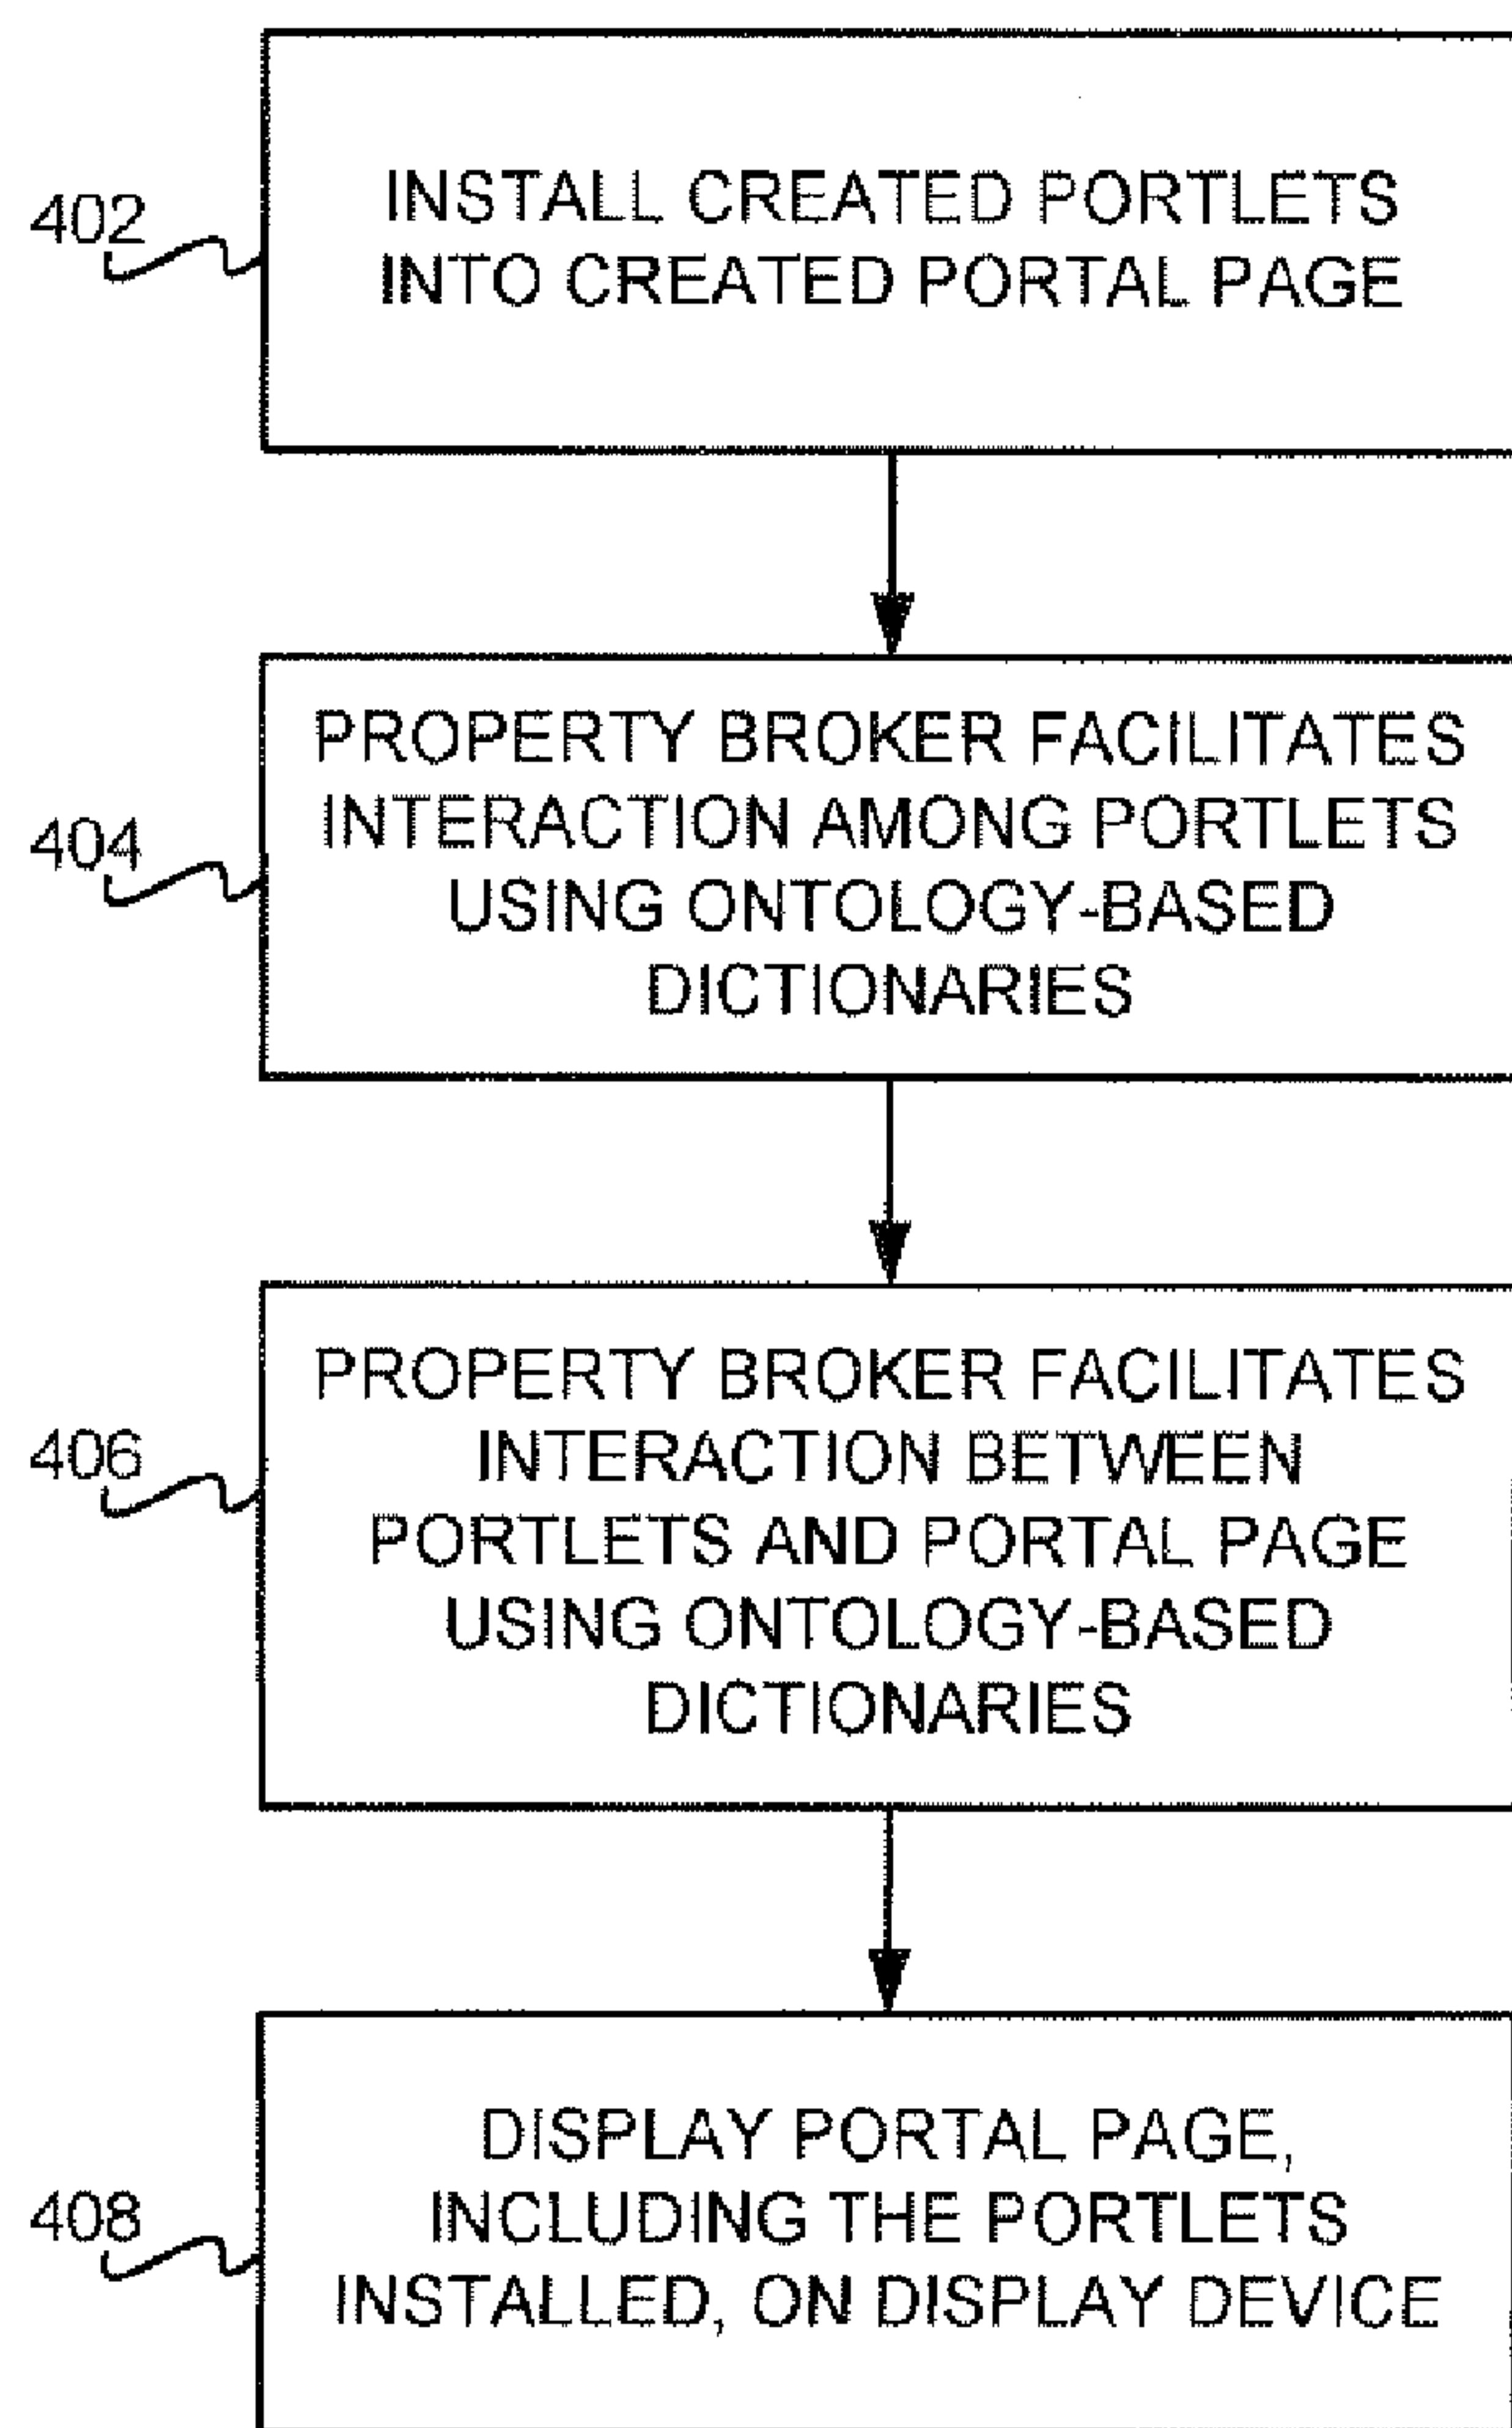 402
INSTALL CREATED PORTLETS
INTO CREATED PORTAL PAGE
404
PROPERTY BROKER FACILITATES
INTERACTION AMONG PORTLETS
USING ONTOLOGY-BASED
DICTIONARIES
406
PROPERTY BROKER FACILITATES
INTERACTION BETWEEN
PORTLETS AND PORTAL PAGE
USING ONTOLOGY-BASED
DICTIONARIES
408
DISPLAY PORTAL PAGE,
INCLUDING THE PORTLETS
INSTALLED, ON DISPLAY DEVICE